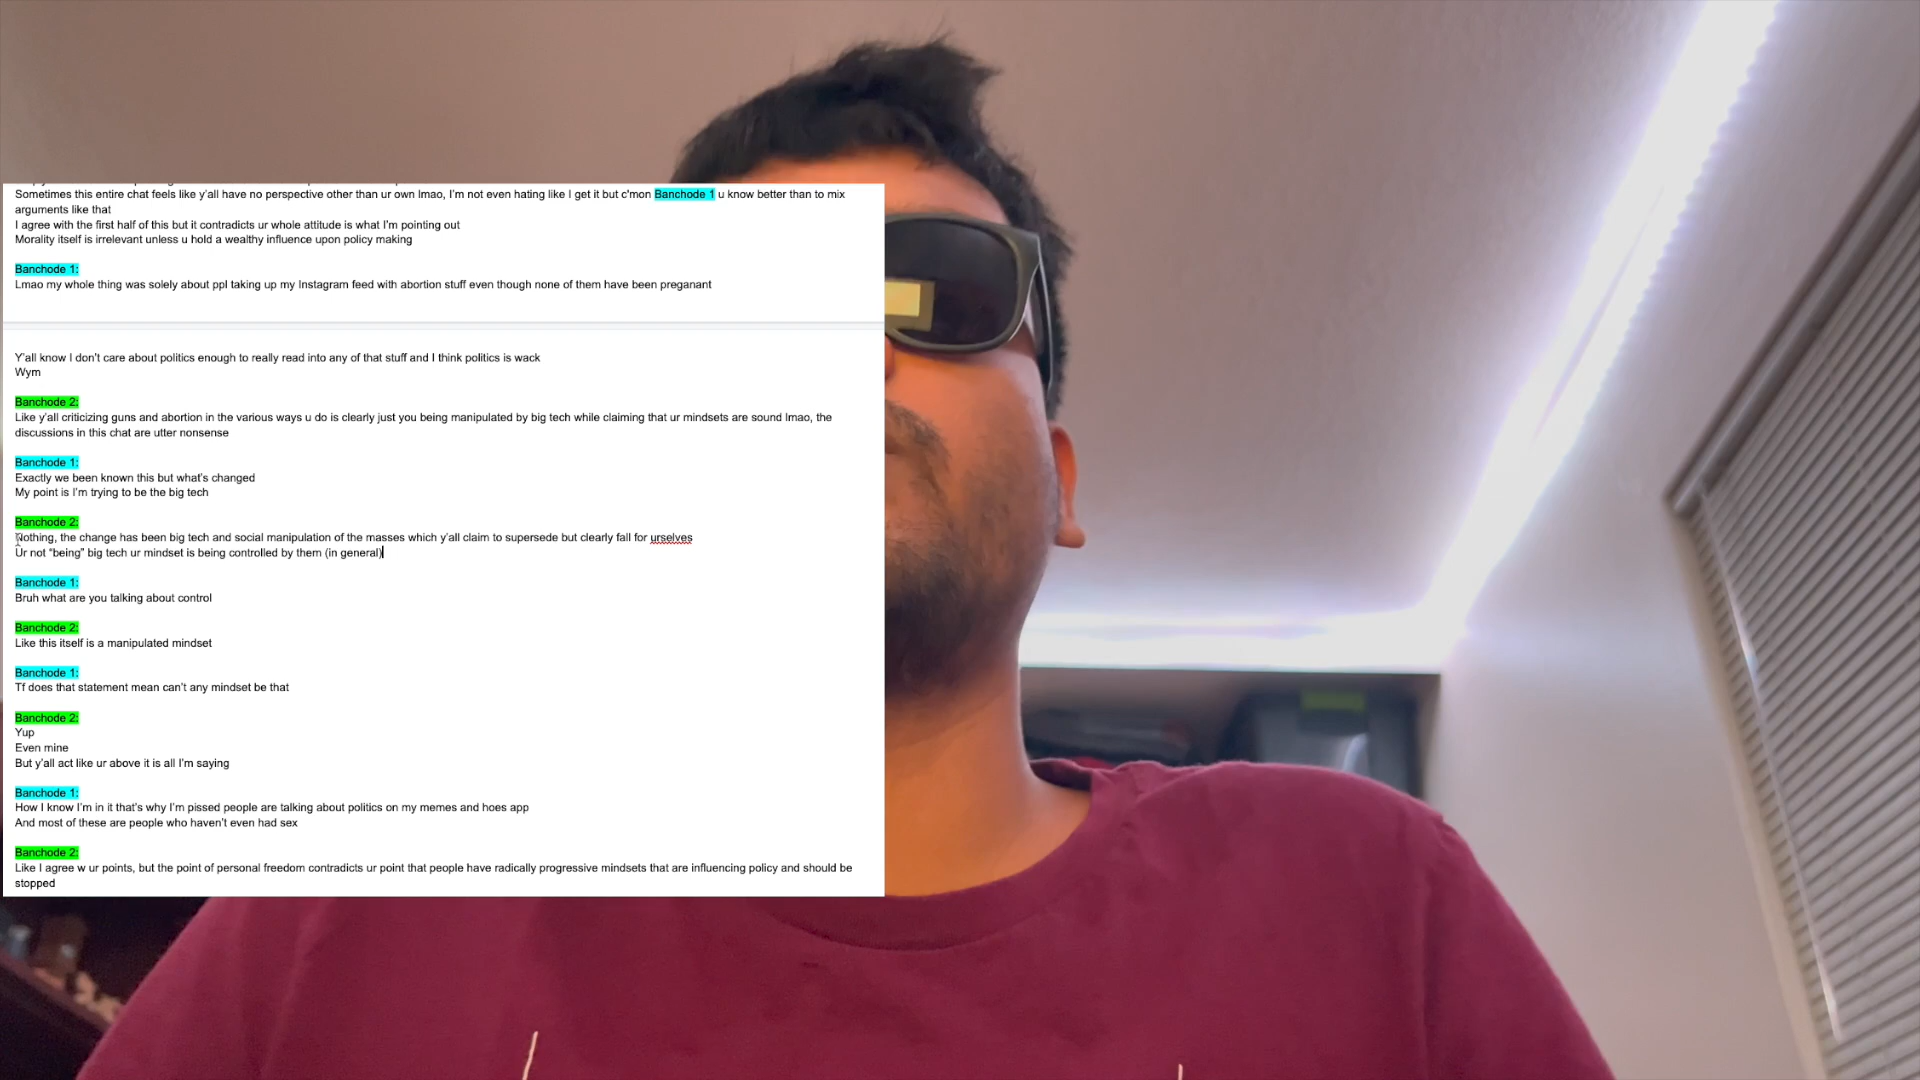 Sometimes this entire chat feels like y'all have no perspective other than ur own lmao, I'm not even hating like I get it but c'mon Banchode 1 u know better than to mix
arguments like that
I agree with the first half of this but it contradicts ur whole attitude is what I'm pointing out
Morality itself is irrelevant unless u hold a wealthy influence upon policy making
Banchode 1:
Lmao my whole thing was solely about ppl taking up my Instagram feed with abortion stuff even though none of them have been preganant
Y'all know I don't care about politics enough to really read into any of that stuff and I think politics is wack
Wym
Banchode 2:
Like y'all criticizing guns and abortion in the various ways u do is clearly just you being manipulated by big tech while claiming that ur mindsets are sound lmao, the
discussions in this chat are utter nonsense
Banchode 1:
Exactly we been known this but what's changed
My point is I'm trying to be the big tech
Banchode 2:
Nothing, the change has been big tech and social manipulation of the masses which y'all claim to supersede but clearly fall for urselves
Ur not "being" big tech ur mindset is being controlled by them (in general)
Banchode 1:
Bruh what are you talking about control
Banchode 2:
Like this itself is a manipulated mindset
Banchode 1:
Tf does that statement mean can't any mindset be that
Banchode 2:
Yup
Even mine
But y'all act like ur above it is all I'm saying
Banchode 1:
How I know I'm in it that's why I'm pissed people are talking about politics on my memes and hoes app
And most of these are people who haven't even had sex
Banchode 2:
Like I agree w ur points, but the point of personal freedom contradicts ur point that people have radically progressive mindsets that are influencing policy and should be
stopped